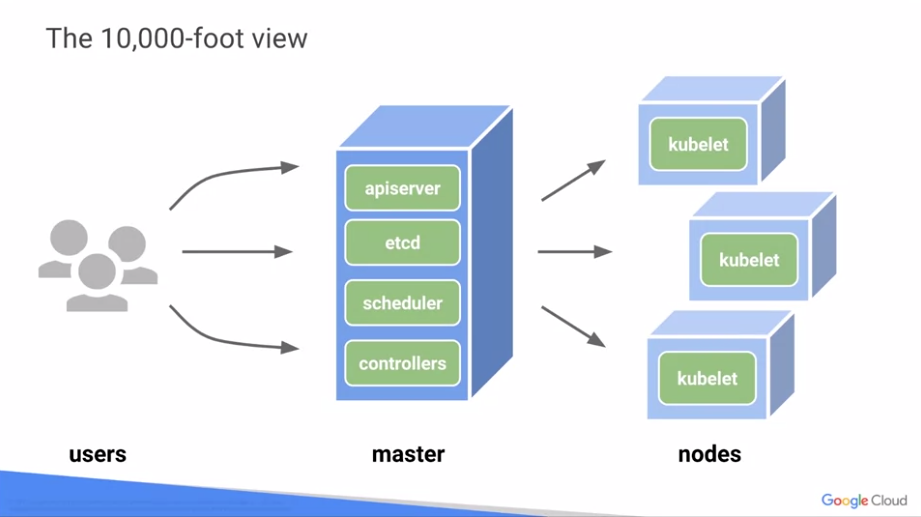 The 10,000-foot view
apiserver
etcd
scheduler
controllers
kubelet
kubelet
kubelet
users
master
nodes
Google Cloud